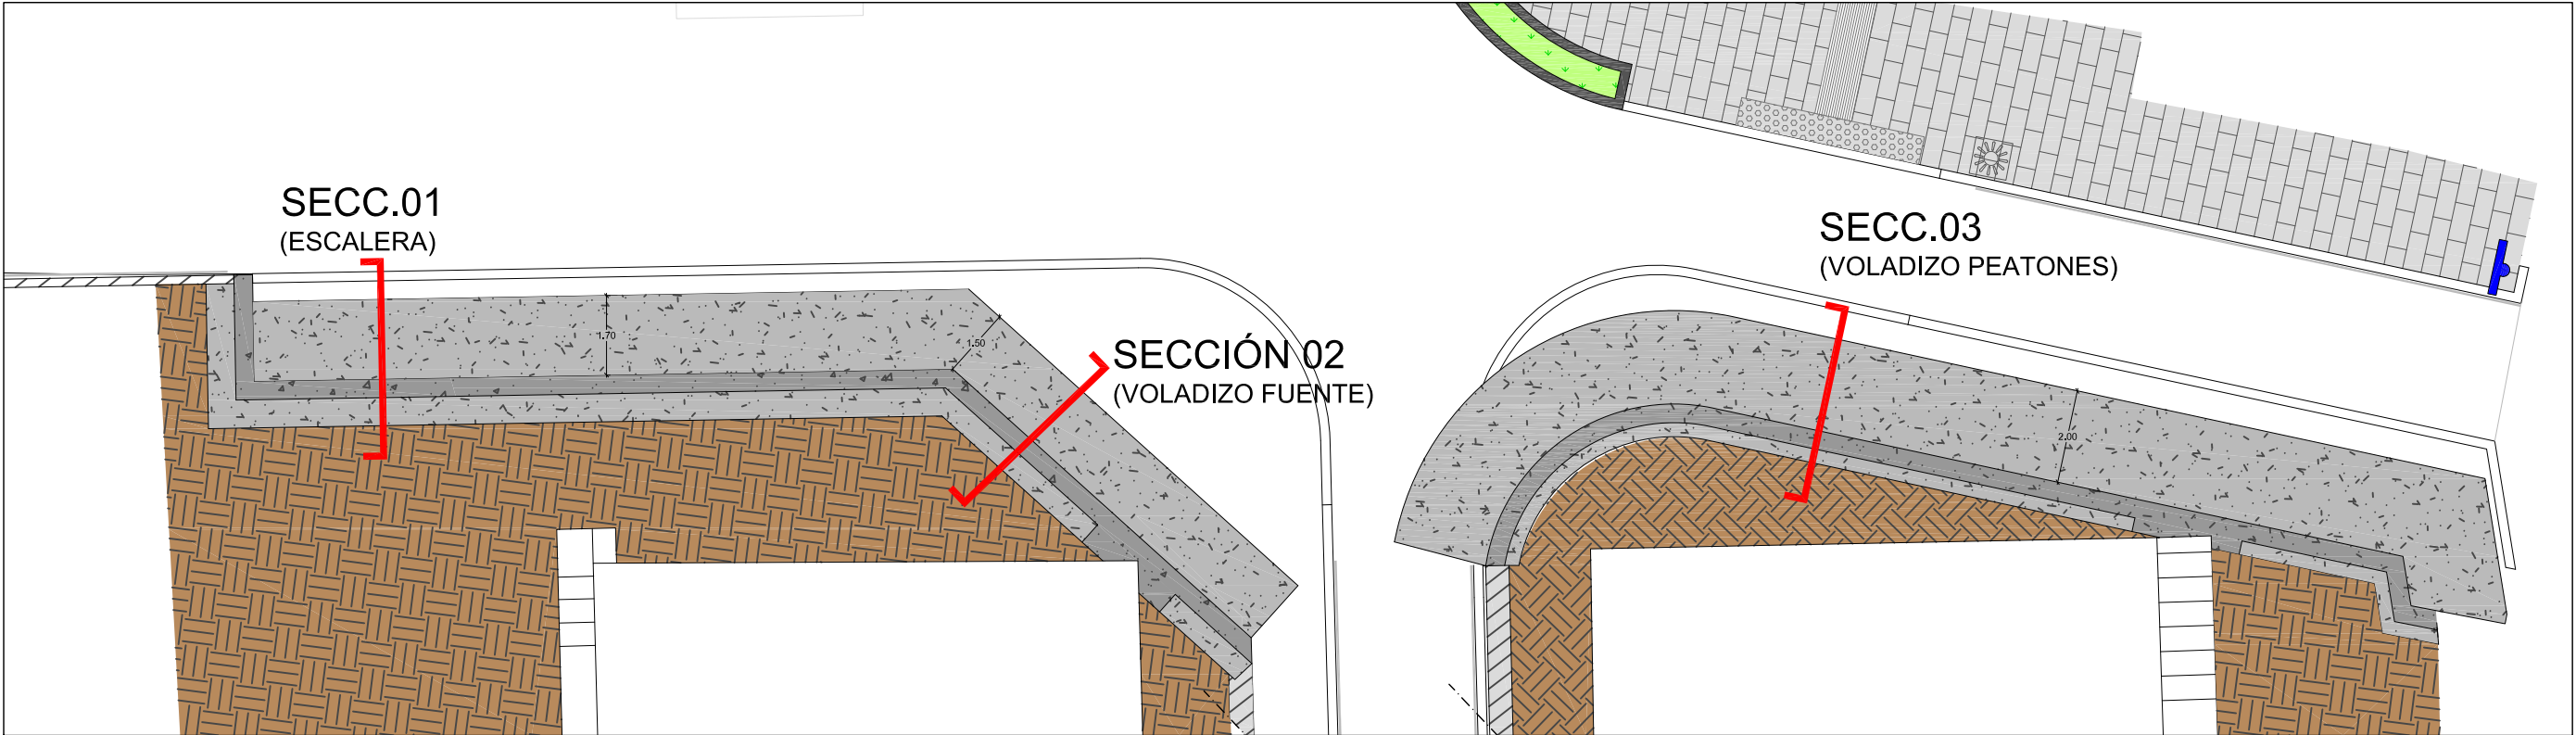 SECC.01
(ESCALERA)
1.70
1.50
SECCIÓN 02
(VOLADIZO FUENTE)
SECC.03
(VOLADIZO PEATONES)
2.00